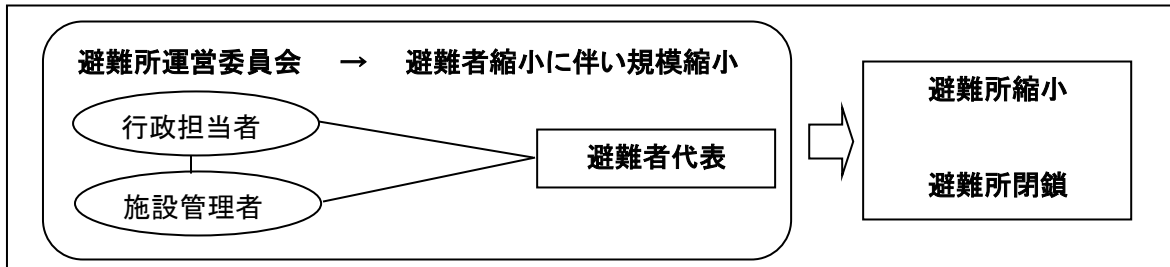 避難所運営委員会 → 避難者縮小に伴い規模縮小
行政担当者
施設管理者
避難者代表
避難所縮小
避難所閉鎖